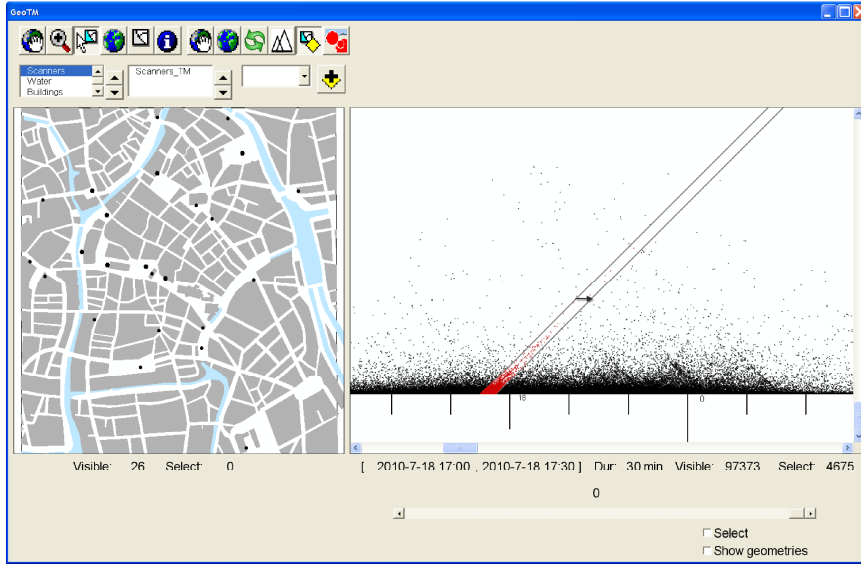 GeoTM
Scanners
Water
Buildings
Scanners_TM
18
0
Visible: 26 Select: 0
[ 2010-7-18 17:00 , 2010-7-18 17:30 ] Dur: 30 min Visible: 97373 Select: 4675
0
Select
Show geometries